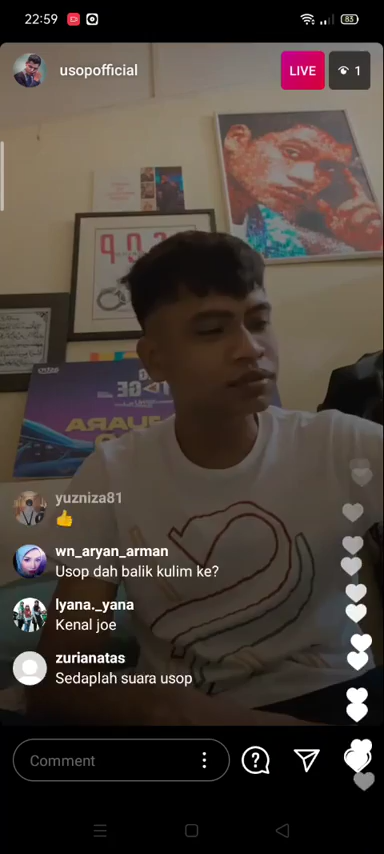 22:59
83
usopofficial
LIVE
1
yuzniza81
👍
wn_aryan_arman
Usop dah balik kulim ke?
lyana._yana
Kenal joe
zurianatas
Sedaplah suara usop
Comment